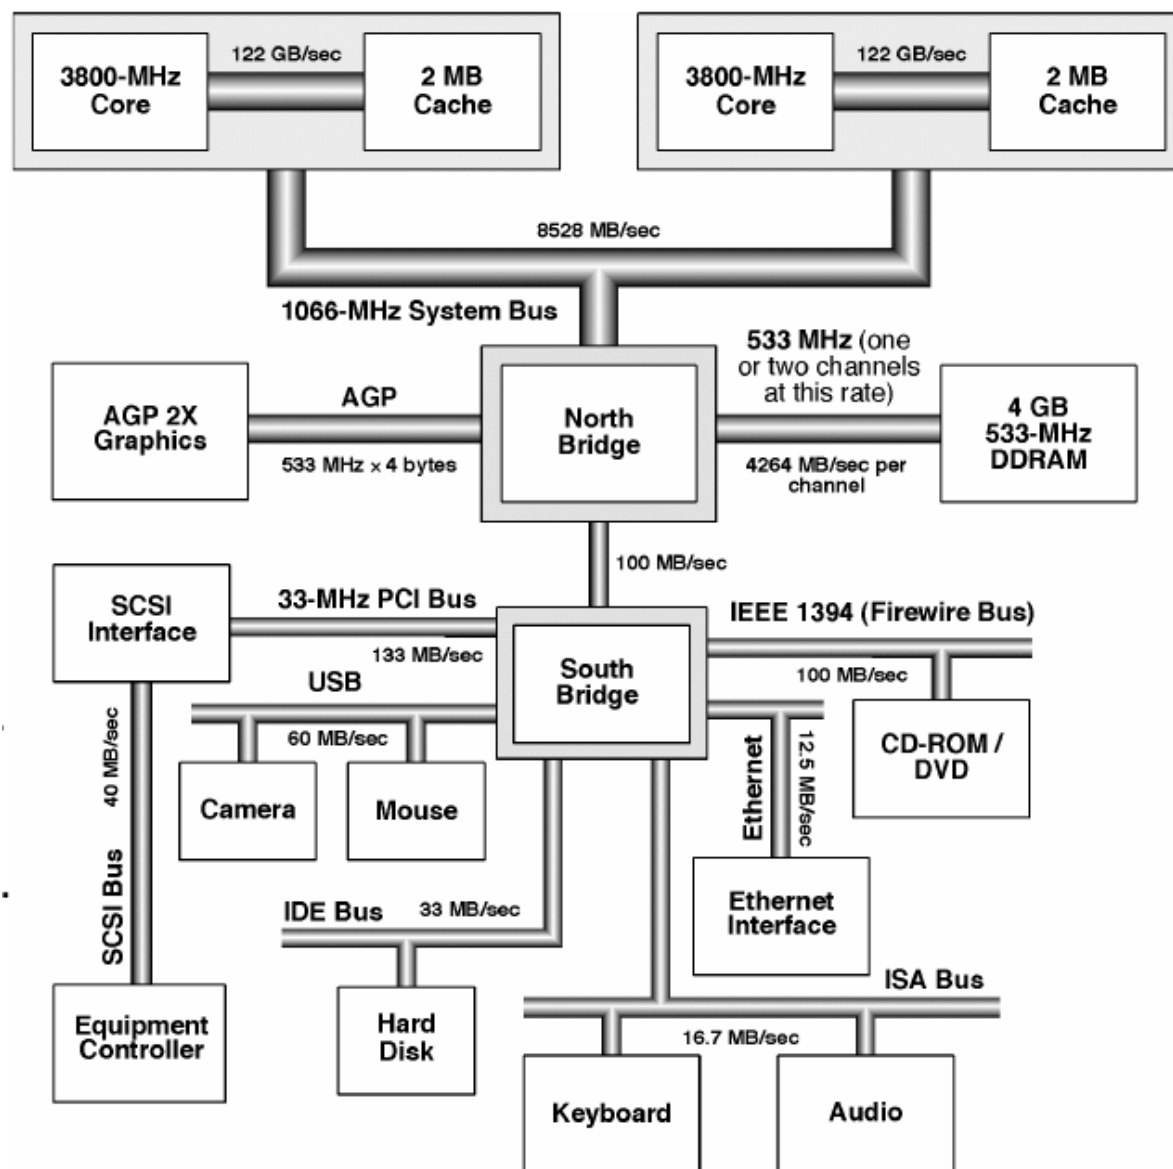 122 GB/sec
3800-MHz
Core
2 MB
Cache
122 GB/sec
3800-MHz
Core
2 MB
Cache
8528 MB/sec
1066-MHz System Bus
533 MHz (one
or two channels
at this rate)
AGP 2X
Graphics
AGP
533 MHz × 4 bytes
North
Bridge
4264 MB/sec per
channel
4 GB
533-MHz
DDRAM
100 MB/sec
SCSI
Interface
33-MHz PCI Bus
133 MB/sec
IEEE 1394 (Firewire Bus)
100 MB/sec
South
Bridge
USB
60 MB/sec
Camera
Mouse
40 MB/sec
SCSI Bus
Ethernet
12.5 MB/sec
CD-ROM /
DVD
Ethernet
Interface
IDE Bus
33 MB/sec
Equipment
Controller
Hard
Disk
ISA Bus
16.7 MB/sec
Keyboard
Audio